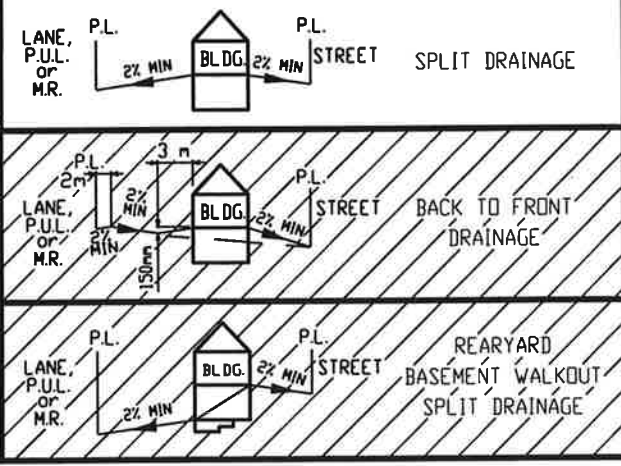 P.L.
P.L.
LANE,
P.U.L.
or
M.R.
2% MIN
BLDG.
2% MIN
STREET
SPLIT DRAINAGE
P.L.
2m
3 m
LANE,
P.U.L.
or
M.R.
2% MIN
2% MIN
150mm
BLDG.
2% MIN
P.L.
STREET
BACK TO FRONT
DRAINAGE
P.L.
P.L.
LANE,
P.U.L.
or
M.R.
2% MIN
BLDG.
2% MIN
STREET
REARYARD
BASEMENT WALKOUT
SPLIT DRAINAGE